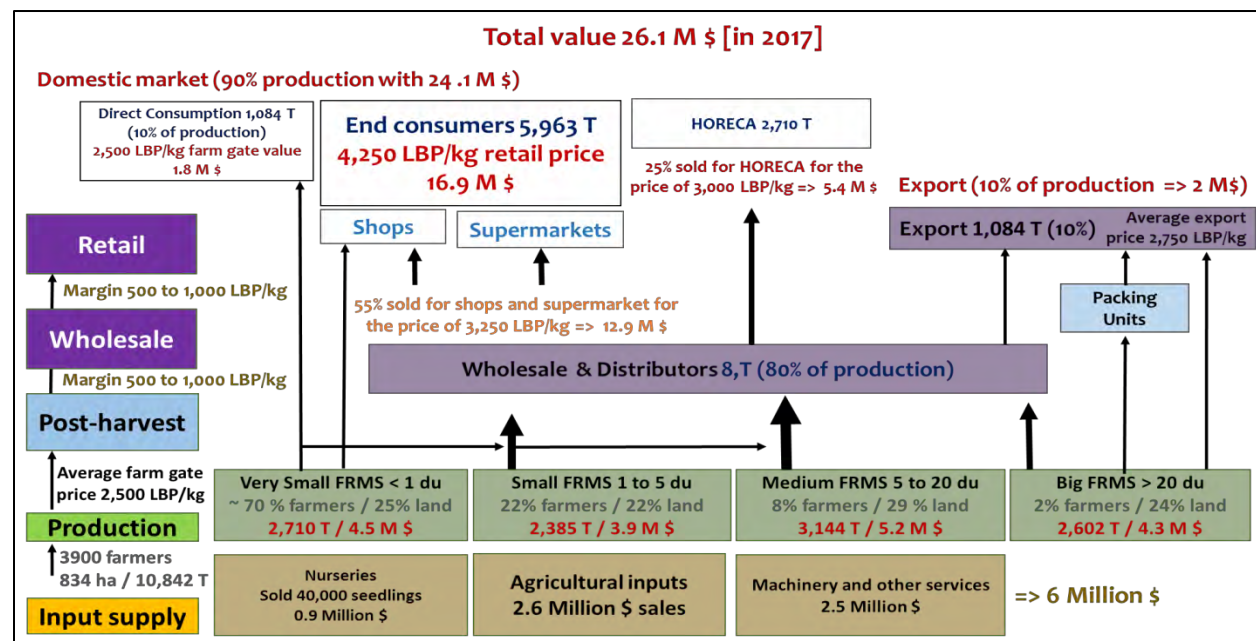 Total value 26.1 M $ [in 2017]
Domestic market (90% production with 24 .1 M $)
Direct Consumption 1,084 T
(10% of production)
2,500 LBP/kg farm gate value
1.8 M $
End consumers 5,963 T
4,250 LBP/kg retail price
16.9 M $
HORECA 2,710 T
25% sold for HORECA for the
price of 3,000 LBP/kg => 5.4 M $
Export (10% of production => 2 M$)
Export 1,084 T (10%)
Average export
price 2,750 LBP/kg
Shops
Supermarkets
Retail
Margin 500 to 1,000 LBP/kg
55% sold for shops and supermarket for
the price of 3,250 LBP/kg => 12.9 M $
Packing
Units
Wholesale
Margin 500 to 1,000 LBP/kg
Wholesale & Distributors 8,T (80% of production)
Post-harvest
Average farm gate
price 2,500 LBP/kg
Very Small FRMS < 1 du
~ 70 % farmers / 25% land
2,710 T / 4.5 M $
Small FRMS 1 to 5 du
22% farmers / 22% land
2,385 T / 3.9 M $
Medium FRMS 5 to 20 du
8% farmers / 29 % land
3,144 T / 5.2 M $
Big FRMS > 20 du
2% farmers / 24% land
2,602 T / 4.3 M $
Production
3900 farmers
834 ha / 10,842 T
Input supply
Nurseries
Sold 40,000 seedlings
0.9 Million $
Agricultural inputs
2.6 Million $ sales
Machinery and other services
2.5 Million $
=> 6 Million $